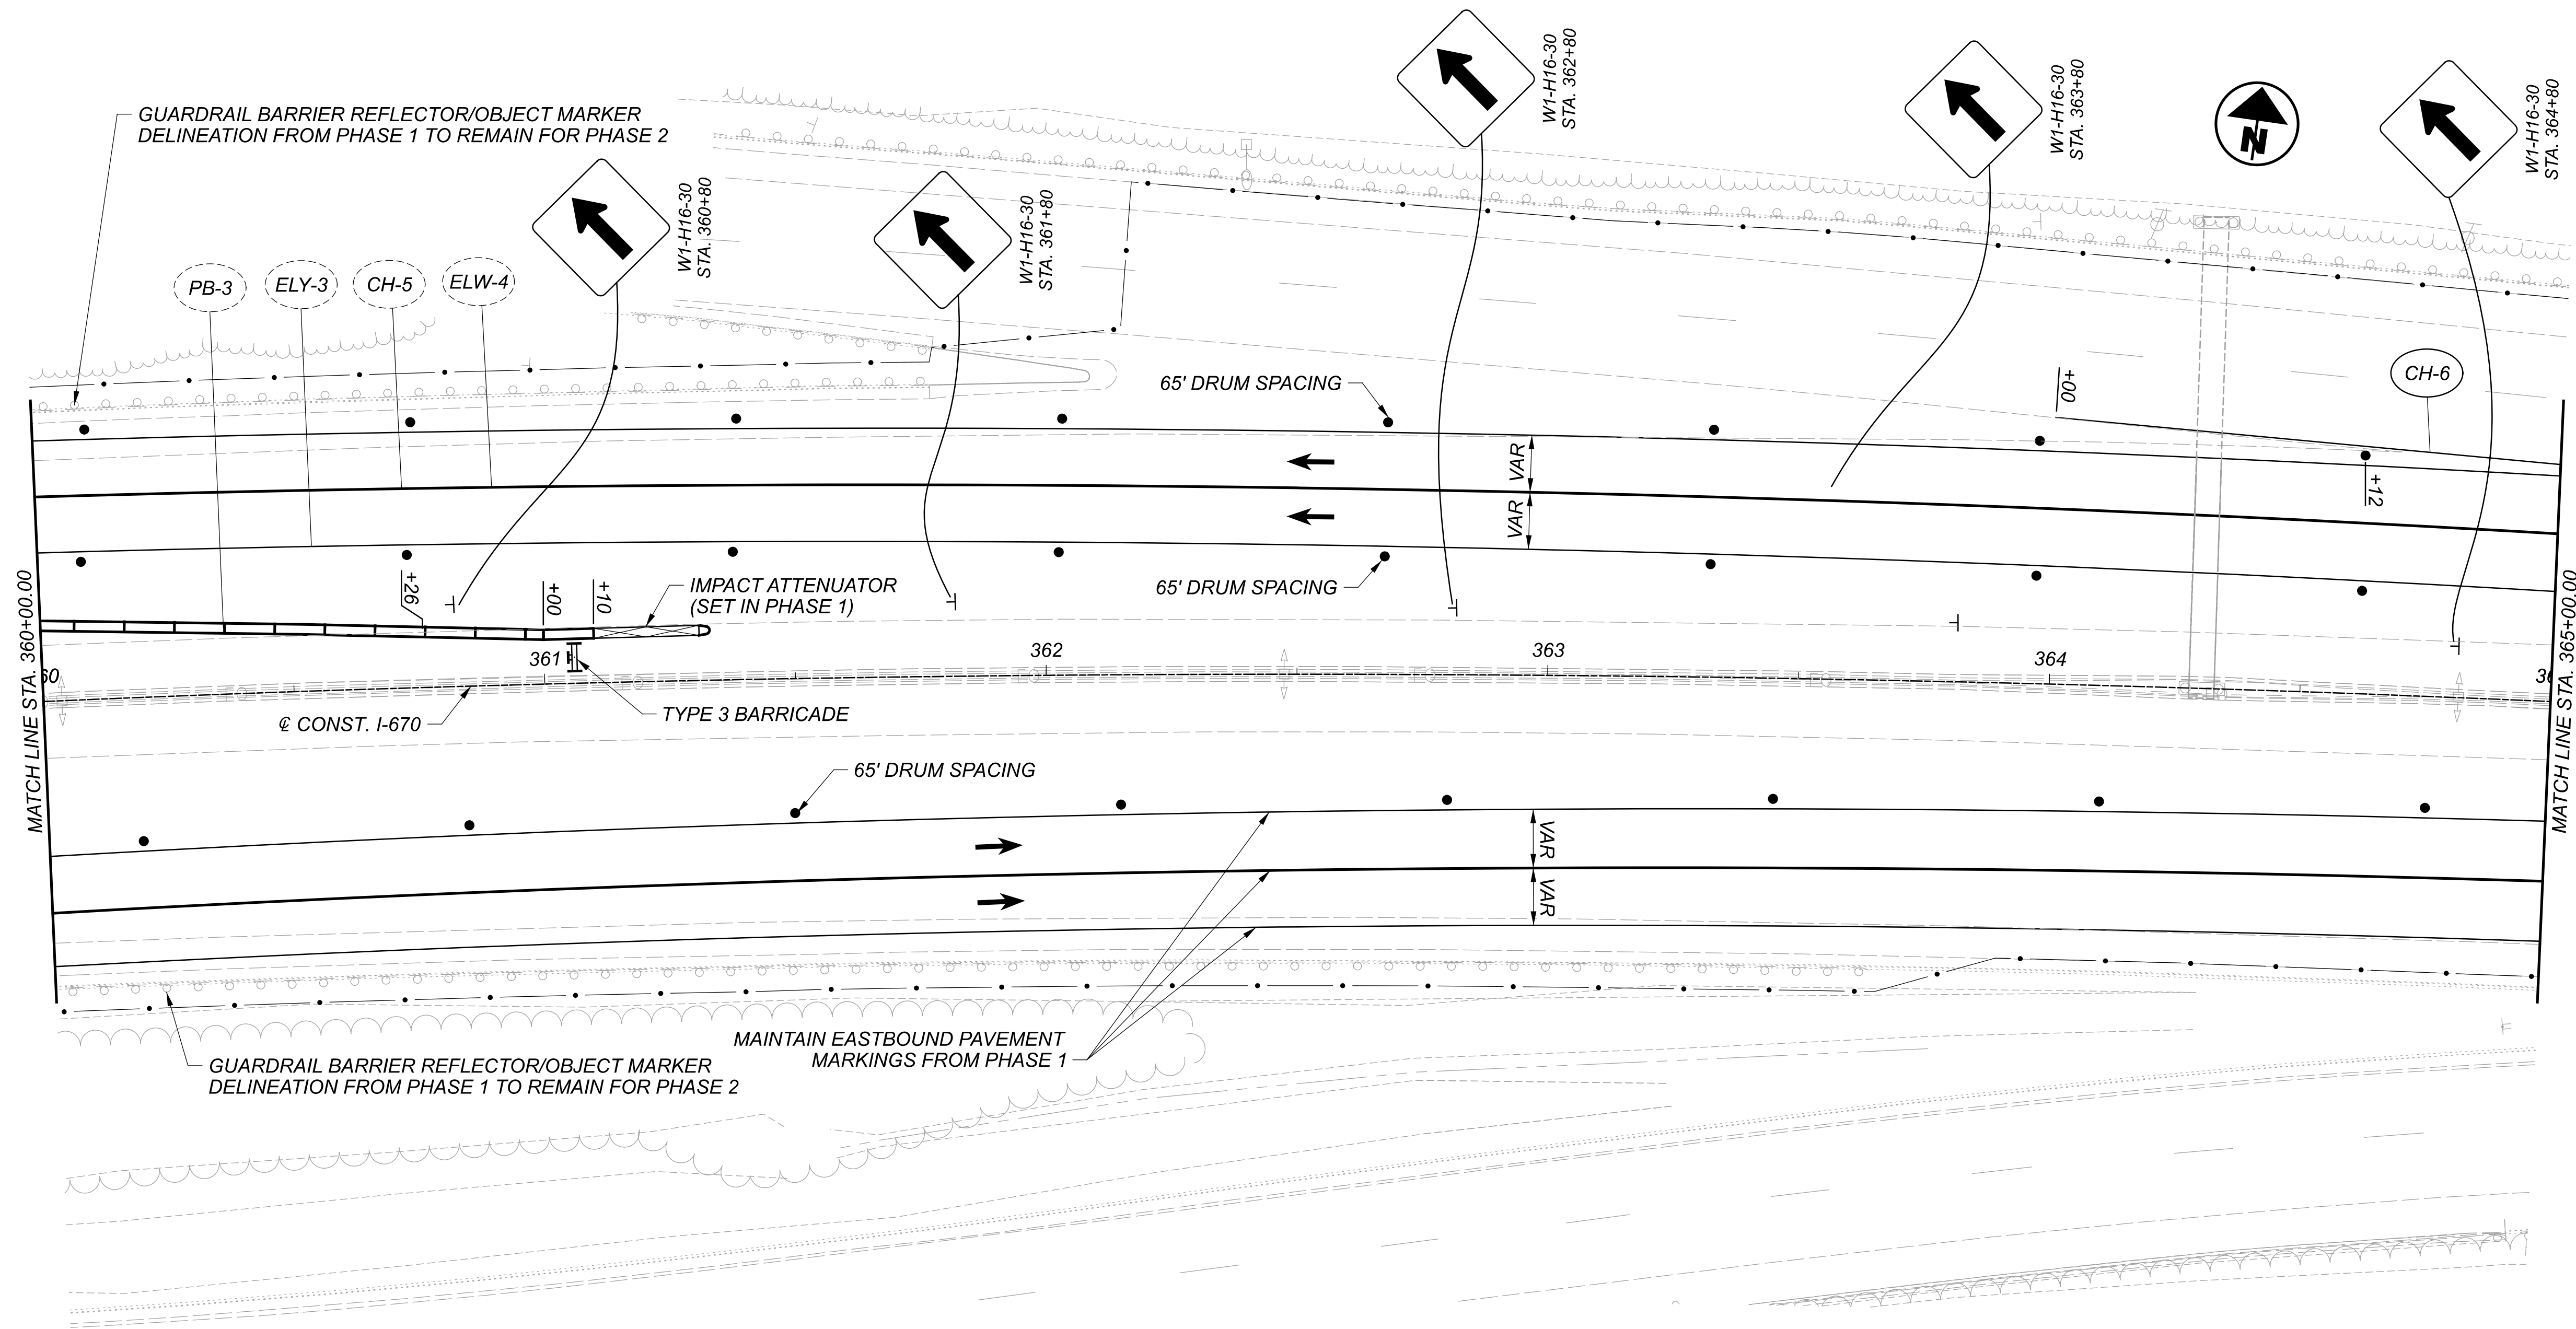 GUARDRAIL BARRIER REFLECTOR/OBJECT MARKER
DELINEATION FROM PHASE 1 TO REMAIN FOR PHASE 2
W1-H16-30
STA. 360+80
W1-H16-30
STA. 361+80
W1-H16-30
STA. 362+80
W1-H16-30
STA. 363+80
N
W1-H16-30
STA. 364+80
PB-3
ELY-3
CH-5
ELW-4
65' DRUM SPACING
+00
CH-6
VAR
VAR
+12
65' DRUM SPACING
MATCH LINE STA. 360+00.00
+26
+00
+10
IMPACT ATTENUATOR
(SET IN PHASE 1)
60
361
362
363
364
36
MATCH LINE STA. 365+00.00
℄ CONST. I-670
TYPE 3 BARRICADE
65' DRUM SPACING
VAR
VAR
MAINTAIN EASTBOUND PAVEMENT
MARKINGS FROM PHASE 1
GUARDRAIL BARRIER REFLECTOR/OBJECT MARKER
DELINEATION FROM PHASE 1 TO REMAIN FOR PHASE 2